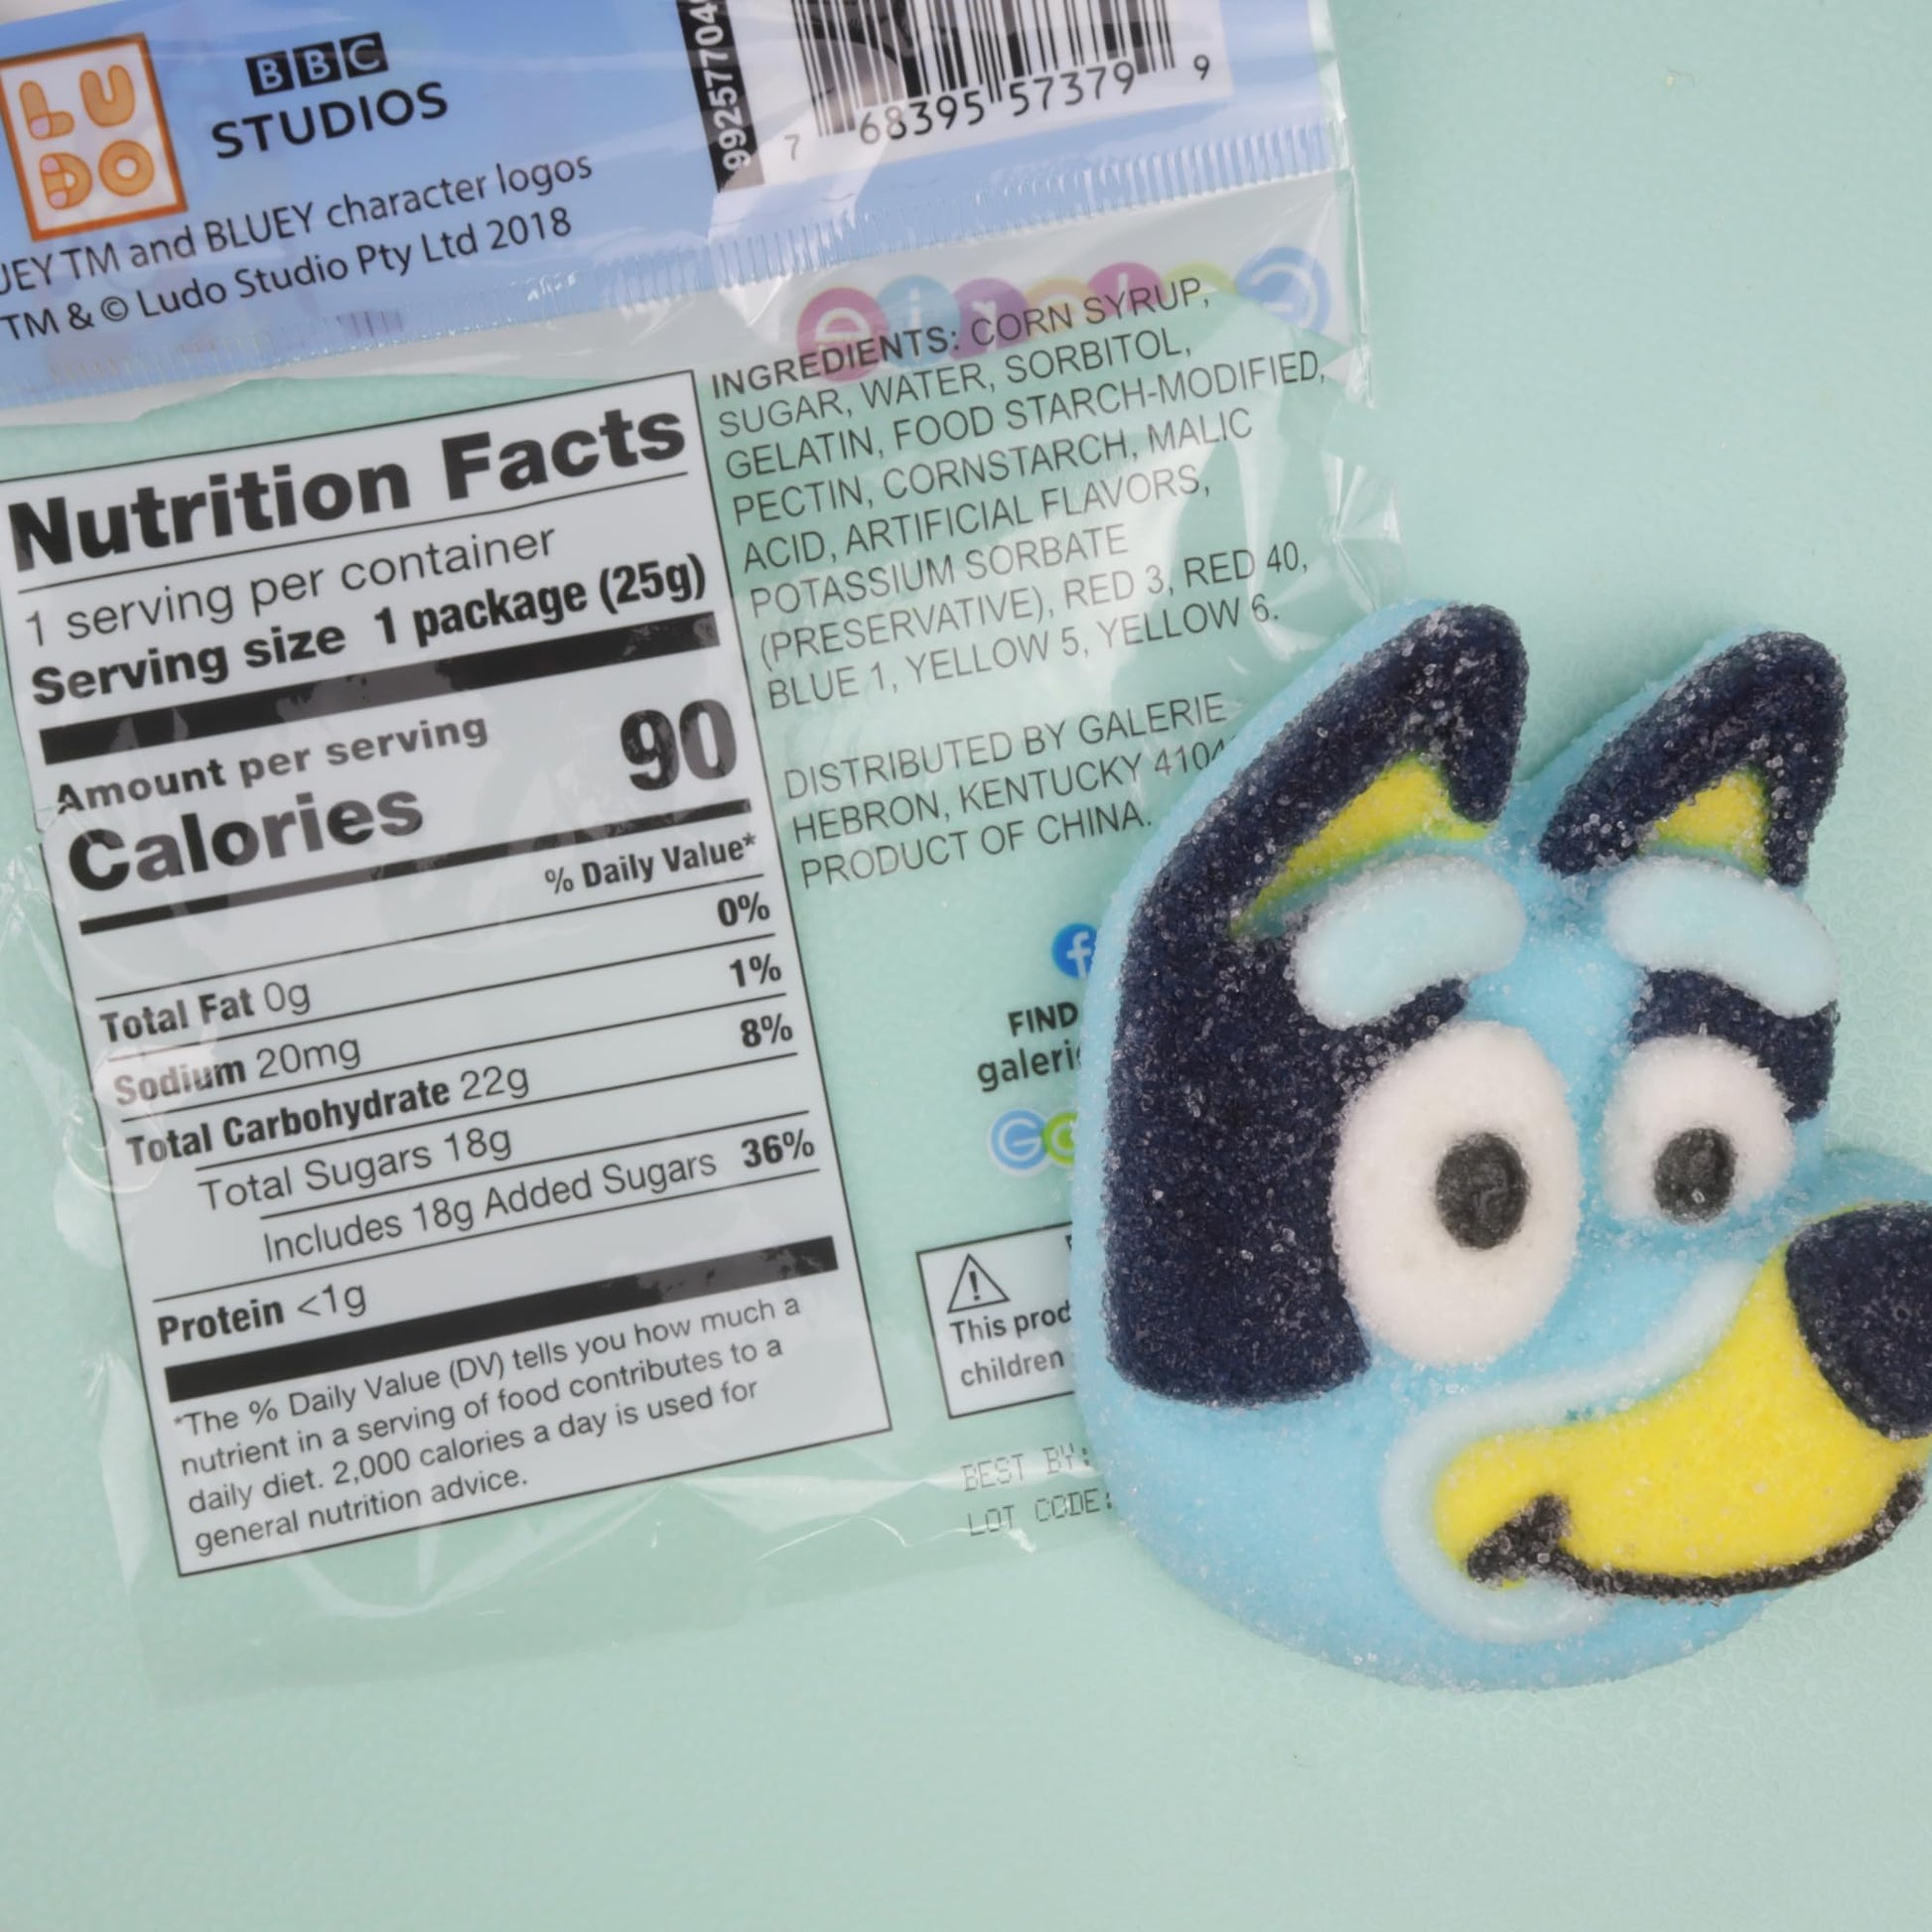 LU
DO
BBC
STUDIOS
TM and BLUEY character logos
TM & © Ludo Studio Pty Ltd 2018
7 68395 57379 9
Nutrition Facts
1 serving per container
Serving size 1 package (25g)
Amount per serving
Calories 90
% Daily Value*
Total Fat 0g 0%
Sodium 20mg 1%
Total Carbohydrate 22g 8%
Total Sugars 18g
Includes 18g Added Sugars 36%
Protein <1g
*The % Daily Value (DV) tells you how much a
nutrient in a serving of food contributes to a
daily diet. 2,000 calories a day is used for
general nutrition advice.
INGREDIENTS: CORN SYRUP,
SUGAR, WATER, SORBITOL,
GELATIN, FOOD STARCH-MODIFIED,
PECTIN, CORNSTARCH, MALIC
ACID, ARTIFICIAL FLAVORS,
POTASSIUM SORBATE
(PRESERVATIVE), RED 3, RED 40,
BLUE 1, YELLOW 5, YELLOW 6.
DISTRIBUTED BY GALERIE
HEBRON, KENTUCKY 4104
PRODUCT OF CHINA.
f
FIND
galerie
This prod
children
BEST BY:
LOT CODE: